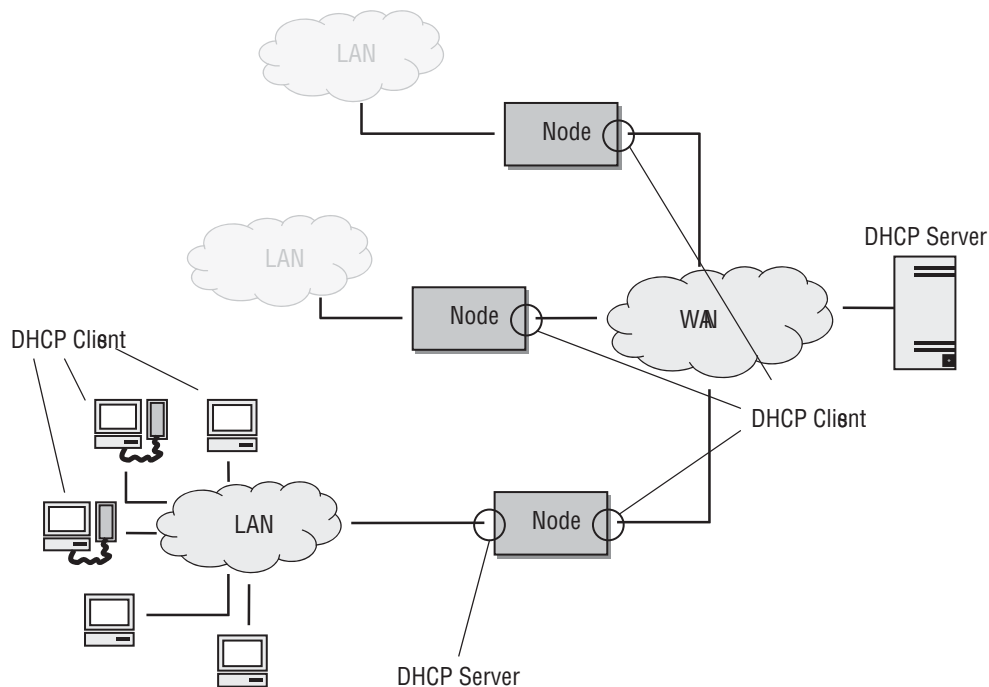 LAN
Node
DHCP Server
LAN
Node
WAN
DHCP Client
DHCP Client
LAN
Node
DHCP Server